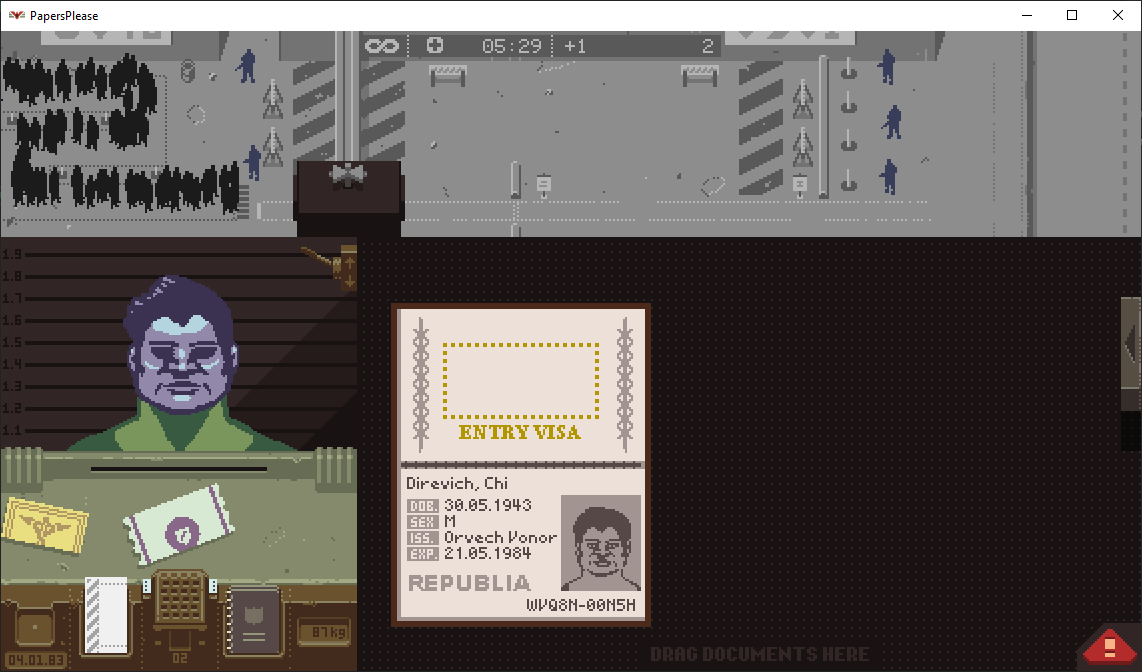 PapersPlease
05:29 +1 2
1.9
1.8
1.7
1.6
1.5
1.4
1.3
1.2
1.1
ENTRY VISA
Direvich, Chi
DOB. 30.05.1943
SEX M
ISS. Orvech Vonor
EXP. 21.05.1984
REPUBLIA
WVQ8N-00N5H
7
87kg
04.01.83
02
DRAG DOCUMENTS HERE